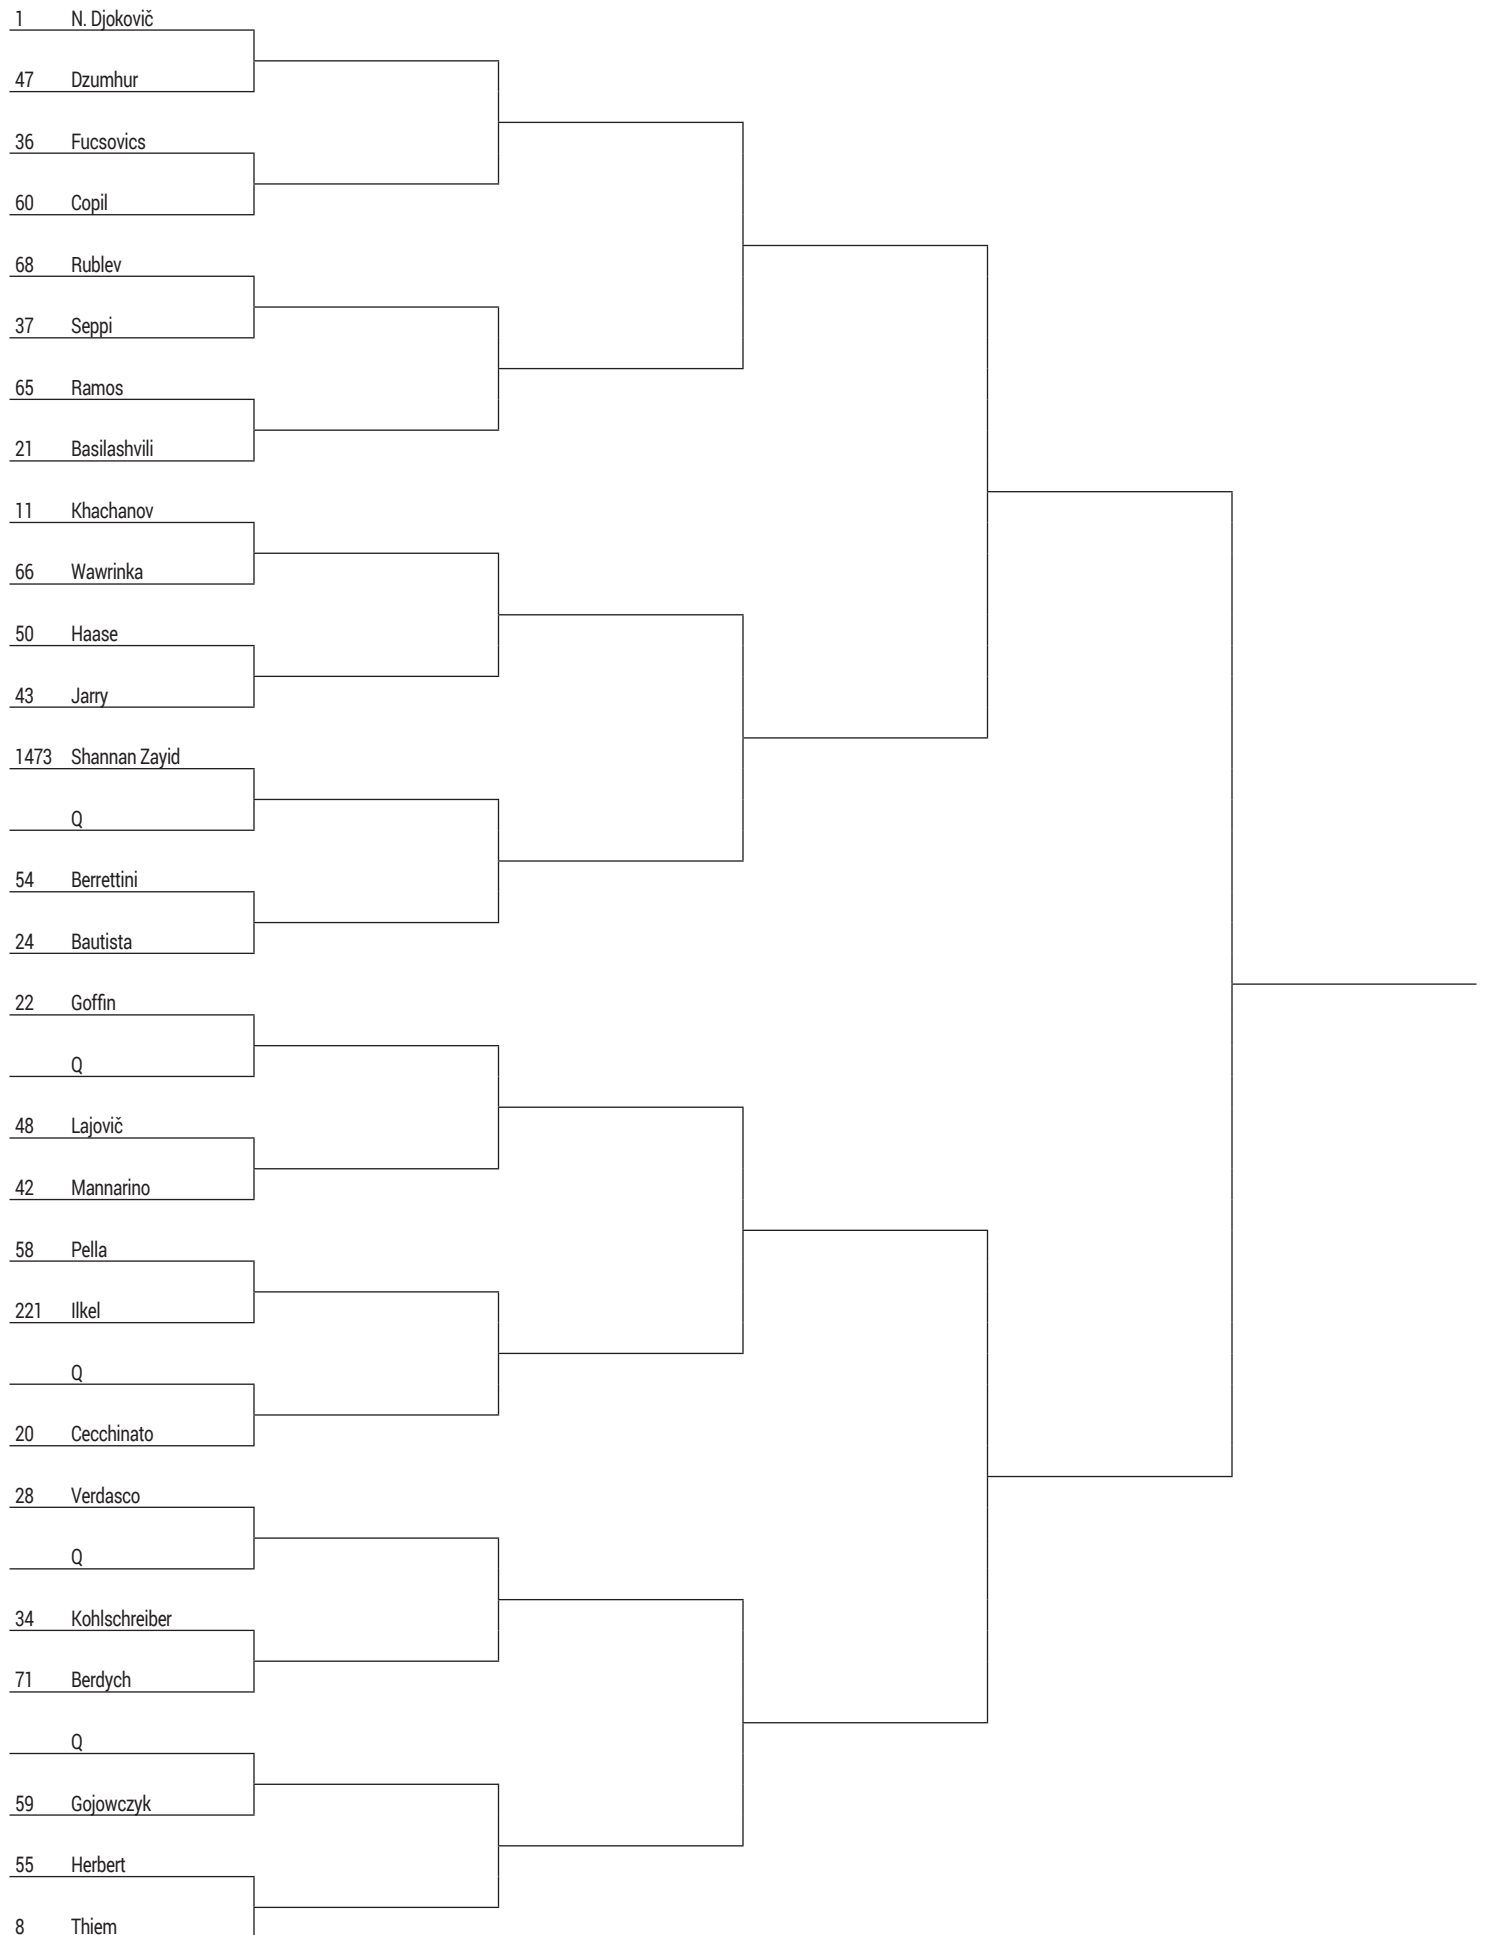 1 N. Djokovič
47 Dzumhur
36 Fucsovics
60 Copil
68 Rublev
37 Seppi
65 Ramos
21 Basilashvili
11 Khachanov
66 Wawrinka
50 Haase
43 Jarry
1473 Shannan Zayid
Q
54 Berrettini
24 Bautista
22 Goffin
Q
48 Lajovič
42 Mannarino
58 Pella
221 Ilkel
Q
20 Cecchinato
28 Verdasco
Q
34 Kohlschreiber
71 Berdych
Q
59 Gojowczyk
55 Herbert
8 Thiem